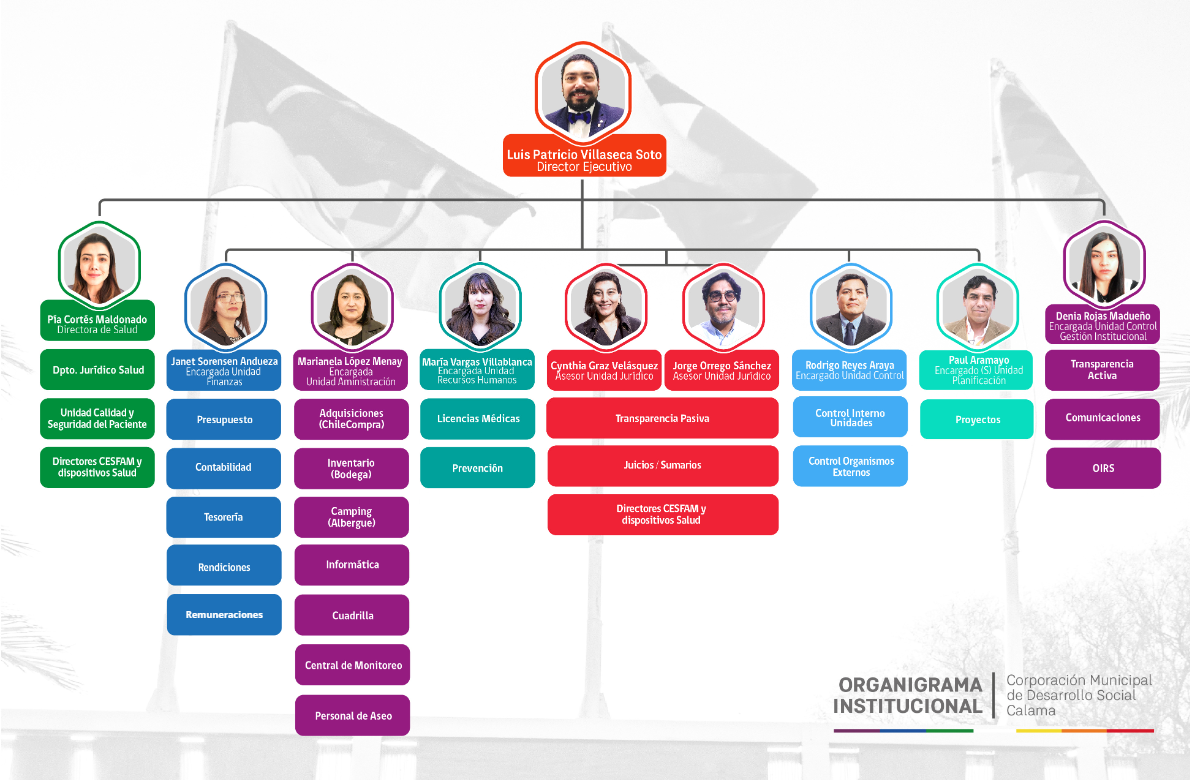 Luis Patricio Villaseca Soto
Director Ejecutivo
Pía Cortés Maldonado
Directora de Salud
Dpto. Jurídico Salud
Unidad Calidad y
Seguridad del Paciente
Directores CESFAM y
dispositivos Salud
Janet Sorensen Andueza
Encargada Unidad
Finanzas
Presupuesto
Contabilidad
Tesorería
Rendiciones
Remuneraciones
Marianela López Menay
Encargada
Unidad Aministración
Adquisiciones
(ChileCompra)
Inventario
(Bodega)
Camping
(Albergue)
Informática
Cuadrilla
Central de Monitoreo
Personal de Aseo
María Vargas Villablanca
Encargada Unidad
Recursos Humanos
Licencias Médicas
Prevención
Cynthia Graz Velásquez
Asesor Unidad Jurídico
Jorge Orrego Sánchez
Asesor Unidad Jurídico
Transparencia Pasiva
Juicios / Sumarios
Directores CESFAM y
dispositivos Salud
Rodrigo Reyes Araya
Encargado Unidad Control
Control Interno
Unidades
Control Organismos
Externos
Paul Aramayo
Encargado (S) Unidad
Planificación
Proyectos
Denia Rojas Madueño
Encargada Unidad Control
Gestión Institucional
Transparencia
Activa
Comunicaciones
OIRS
ORGANIGRAMA
INSTITUCIONAL
Corporación Municipal
de Desarrollo Social
Calama